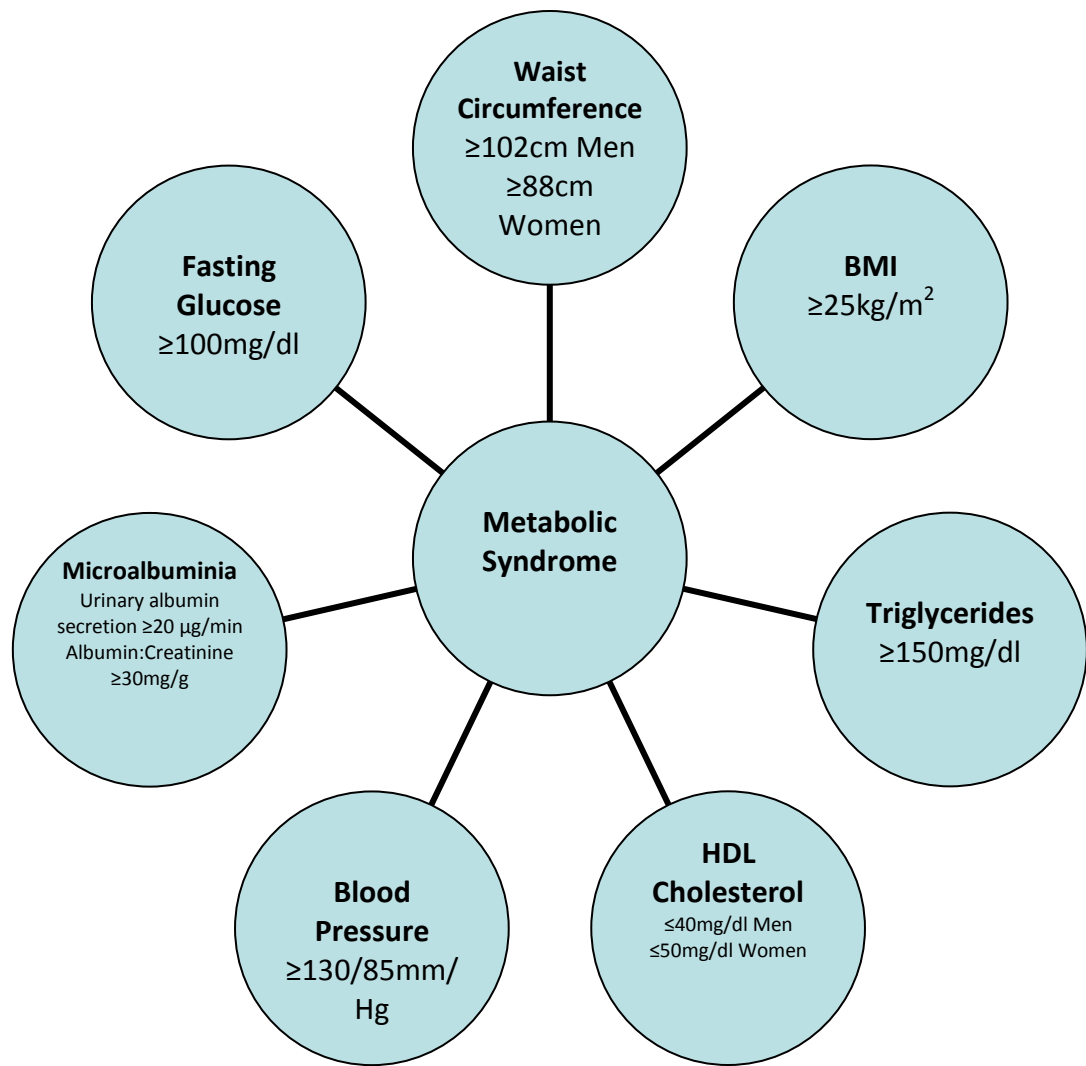 Waist
Circumference
≥102cm Men
≥88cm
Women
BMI
≥25kg/m²
Fasting
Glucose
≥100mg/dl
Metabolic
Syndrome
Microalbuminia
Urinary albumin
secretion ≥20 µg/min
Albumin:Creatinine
≥30mg/g
Triglycerides
≥150mg/dl
Blood
Pressure
≥130/85mm/
Hg
HDL
Cholesterol
≤40mg/dl Men
≤50mg/dl Women